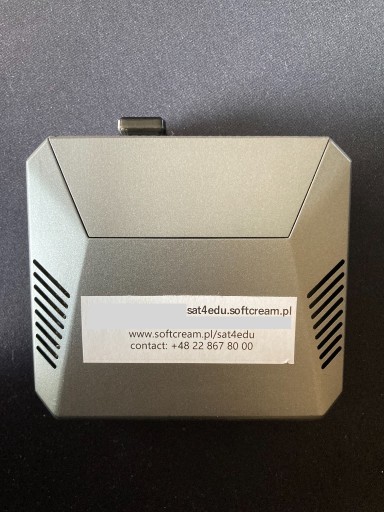 sat4edu.softcream.pl
www.softcream.pl/sat4edu
contact: +48 22 867 80 00